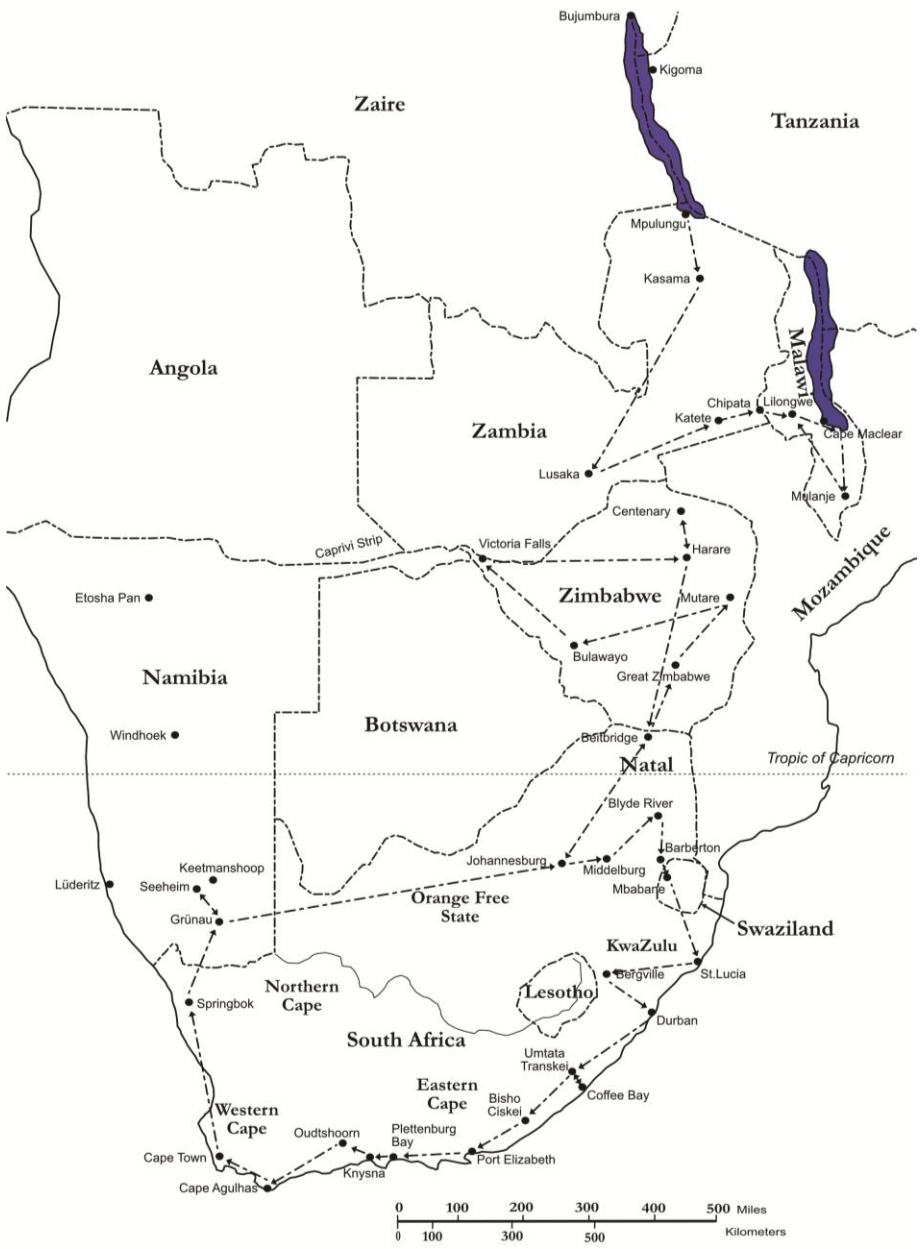 Bujumbura
Kigoma
Zaire
Tanzania
Mpulungu
Kasama
Angola
Malawi
Chipata
Lilongwe
Katete
Cape Maclear
Zambia
Lusaka
Mulanje
Centenary
Caprivi Strip
Victoria Falls
Harare
Mozambique
Etosha Pan
Zimbabwe
Mutare
Bulawayo
Great Zimbabwe
Namibia
Botswana
Windhoek
Beitbridge
Natal
Tropic of Capricorn
Blyde River
Johannesburg
Middelburg
Barberton
Mbabane
Keetmanshoop
Seeheim
Lüderitz
Orange Free
State
Grünau
Swaziland
KwaZulu
Bergville
St.Lucia
Northern
Cape
Lesotho
Springbok
Durban
South Africa
Umtata
Transkei
Coffee Bay
Eastern
Cape
Bisho
Ciskei
Western
Cape
Oudtshoorn
Plettenburg
Bay
Cape Town
Knysna
Port Elizabeth
Cape Agulhas
0 100 200 300 400 500 Miles
0 100 300 500 Kilometers